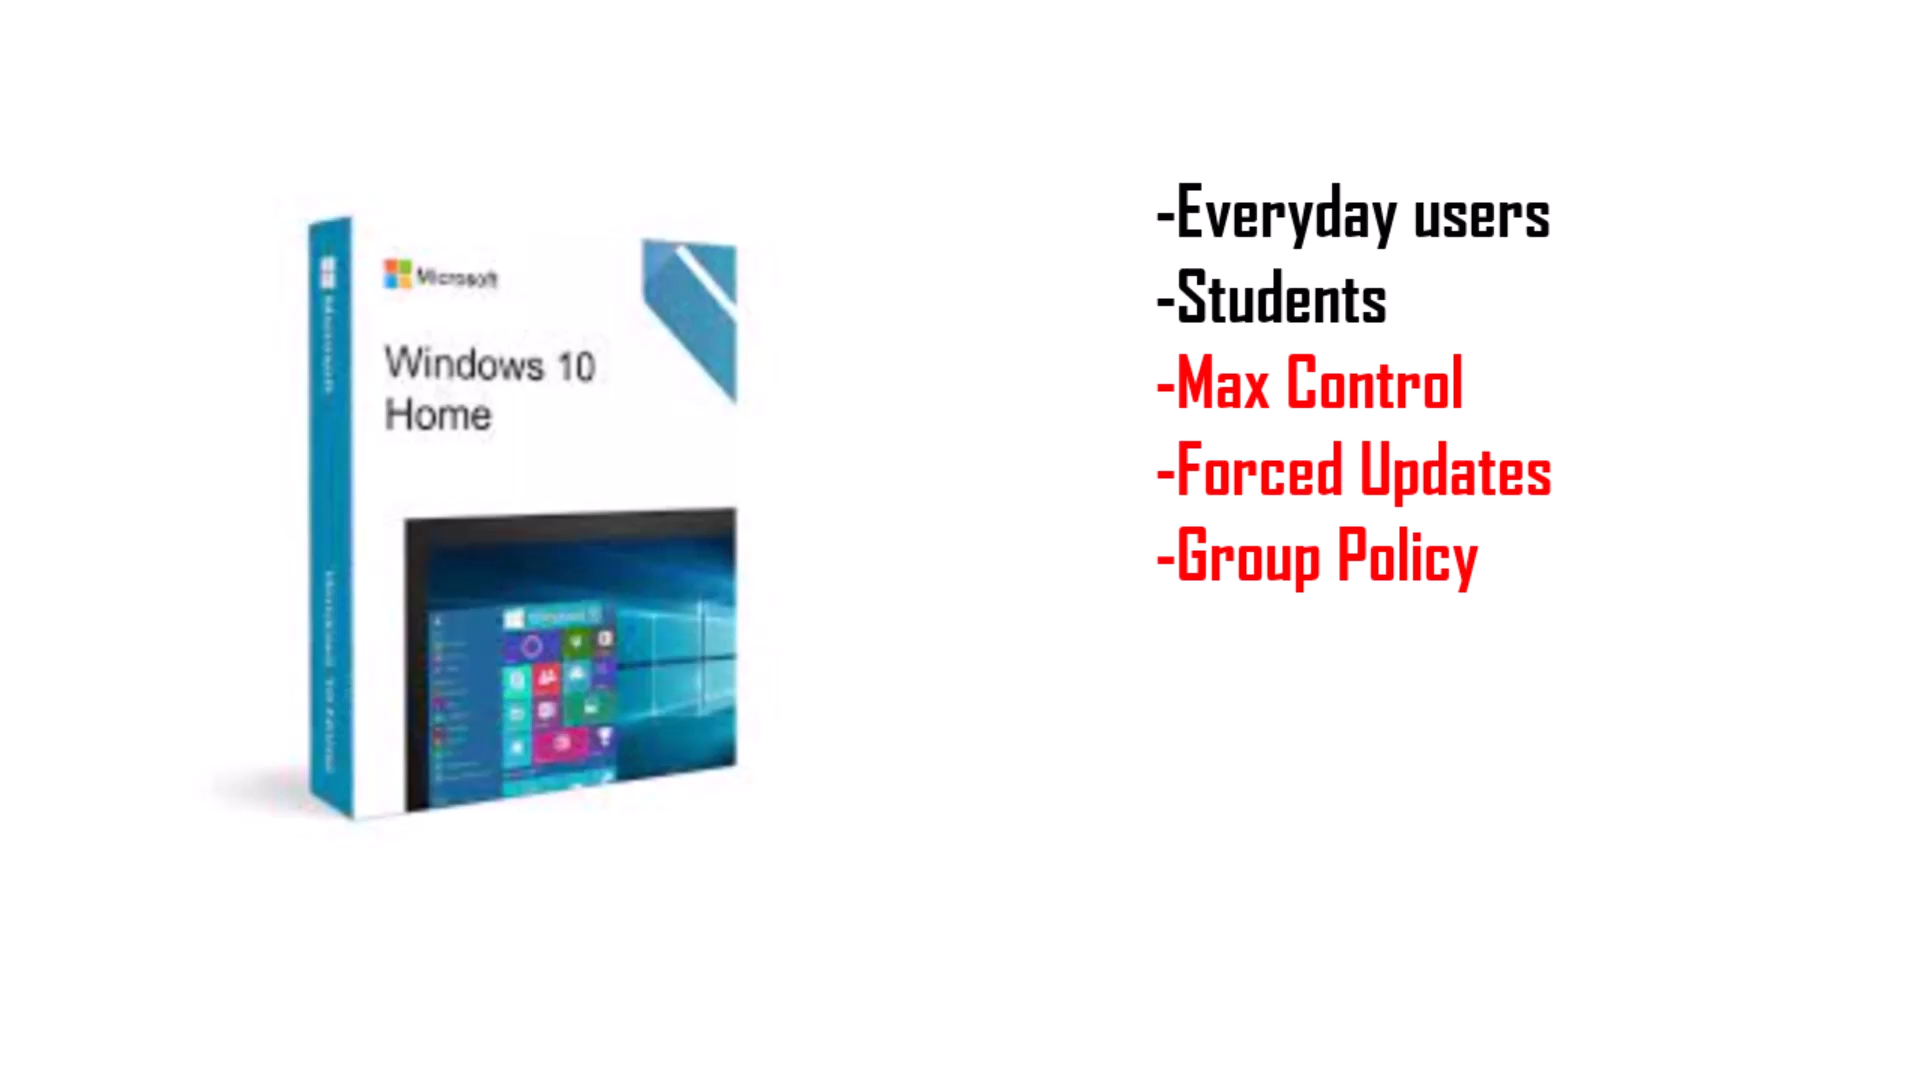 Microsoft
Windows 10
Home
-Everyday users
-Students
-Max Control
-Forced Updates
-Group Policy